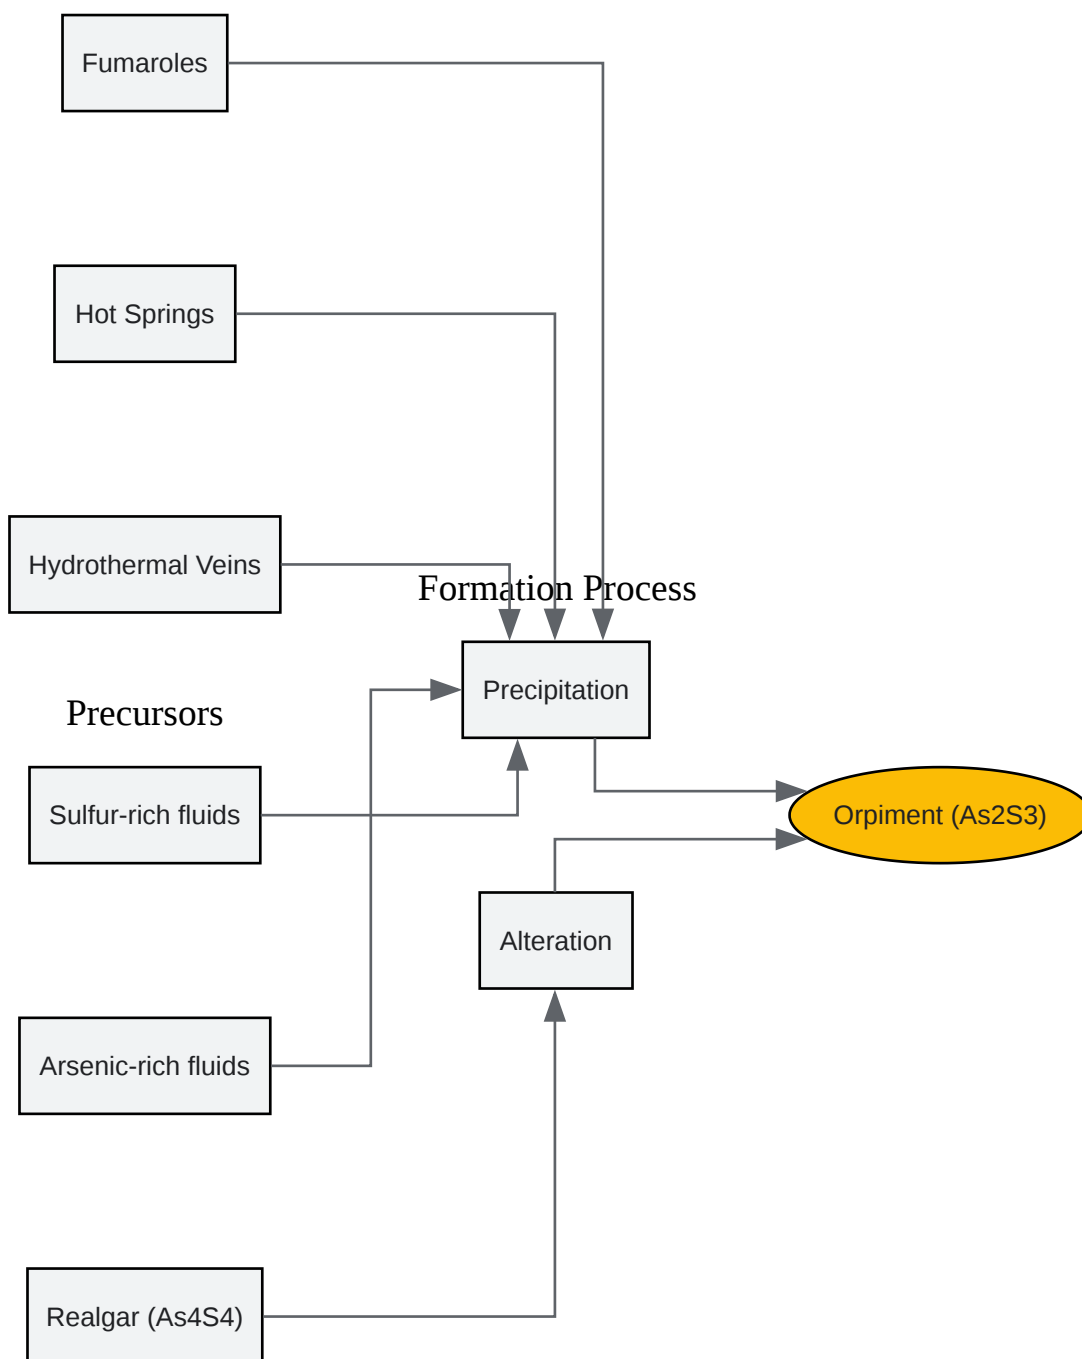 Fumaroles
Hot Springs
Hydrothermal Veins
Formation Process
Precipitation
Precursors
Sulfur-rich fluids
Orpiment (As2S3)
Alteration
Arsenic-rich fluids
Realgar (As4S4)